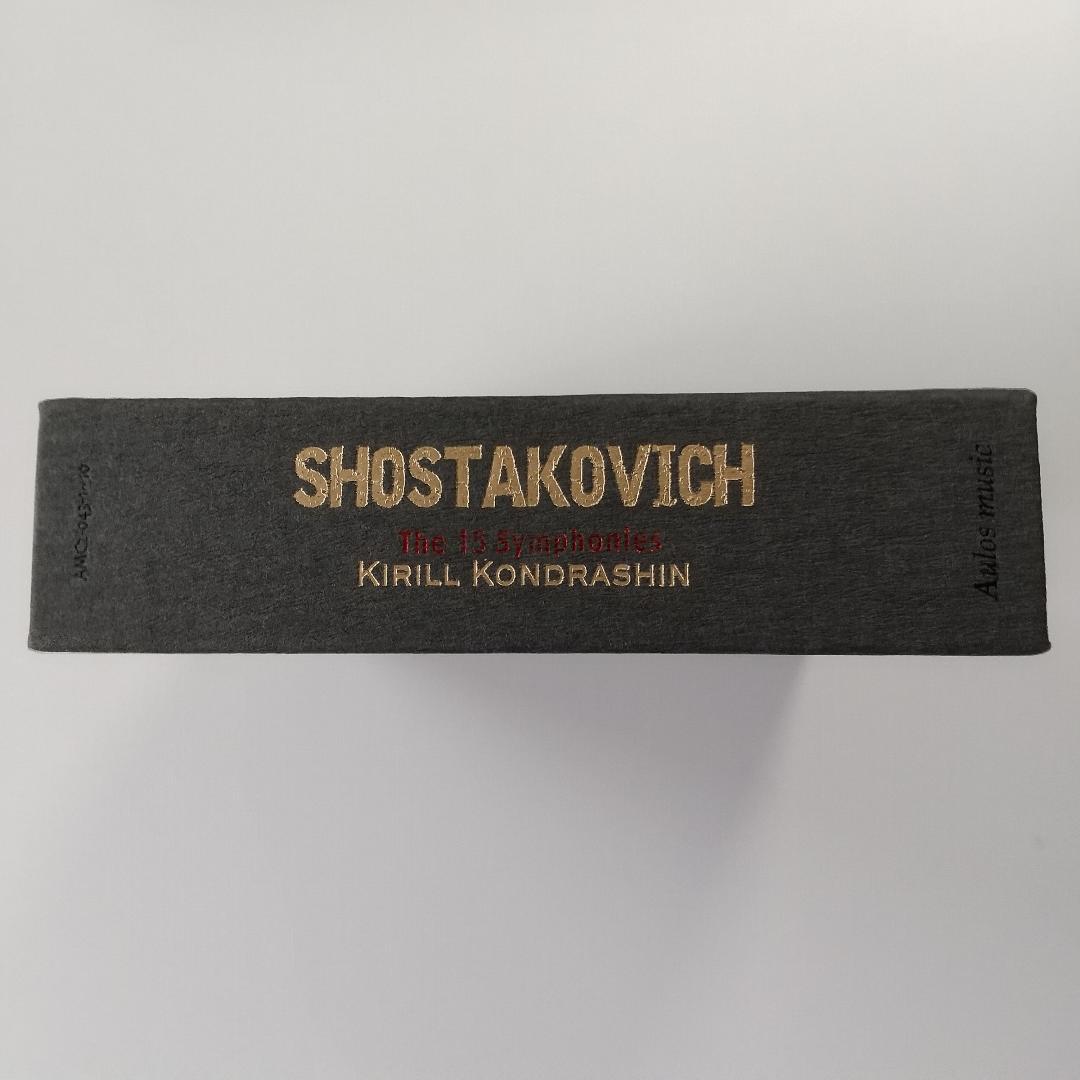 SHOSTAKOVICH
The 15 Symphonies
KIRILL KONDRASHIN
Aulos music